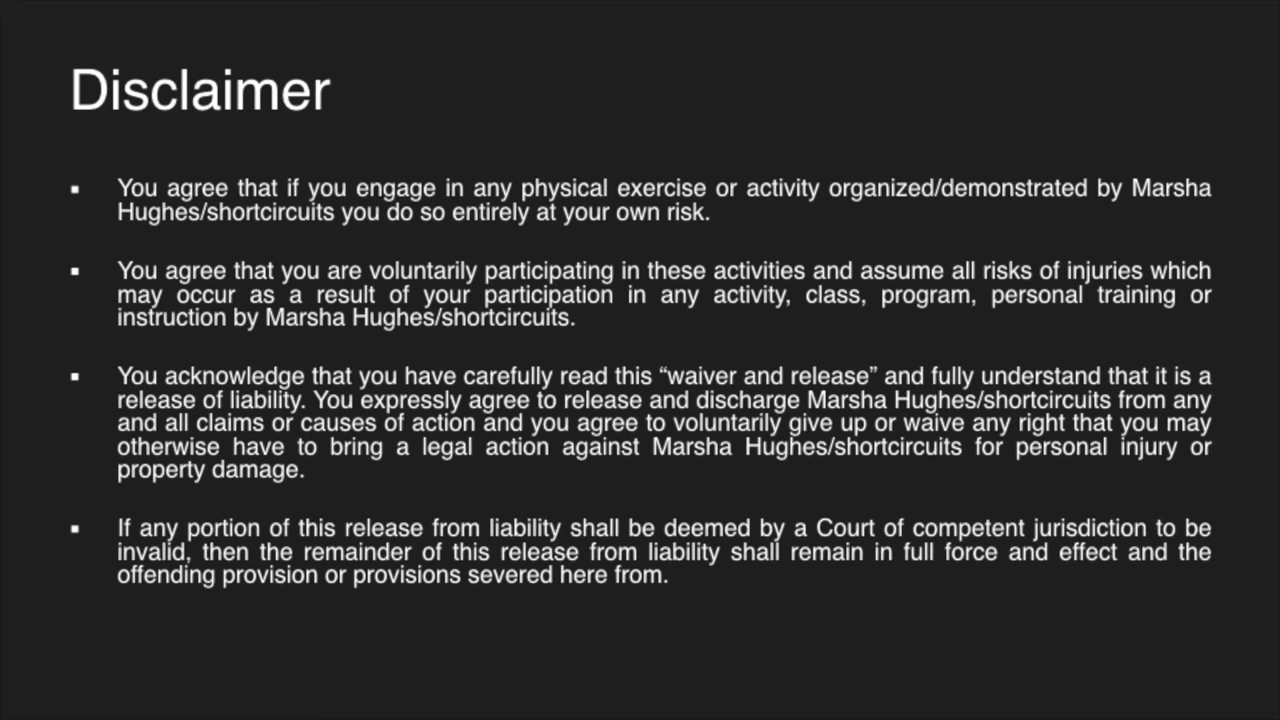 Disclaimer
▪ You agree that if you engage in any physical exercise or activity organized/demonstrated by Marsha
Hughes/shortcircuits you do so entirely at your own risk.
▪ You agree that you are voluntarily participating in these activities and assume all risks of injuries which
may occur as a result of your participation in any activity, class, program, personal training or
instruction by Marsha Hughes/shortcircuits.
▪ You acknowledge that you have carefully read this “waiver and release” and fully understand that it is a
release of liability. You expressly agree to release and discharge Marsha Hughes/shortcircuits from any
and all claims or causes of action and you agree to voluntarily give up or waive any right that you may
otherwise have to bring a legal action against Marsha Hughes/shortcircuits for personal injury or
property damage.
▪ If any portion of this release from liability shall be deemed by a Court of competent jurisdiction to be
invalid, then the remainder of this release from liability shall remain in full force and effect and the
offending provision or provisions severed here from.